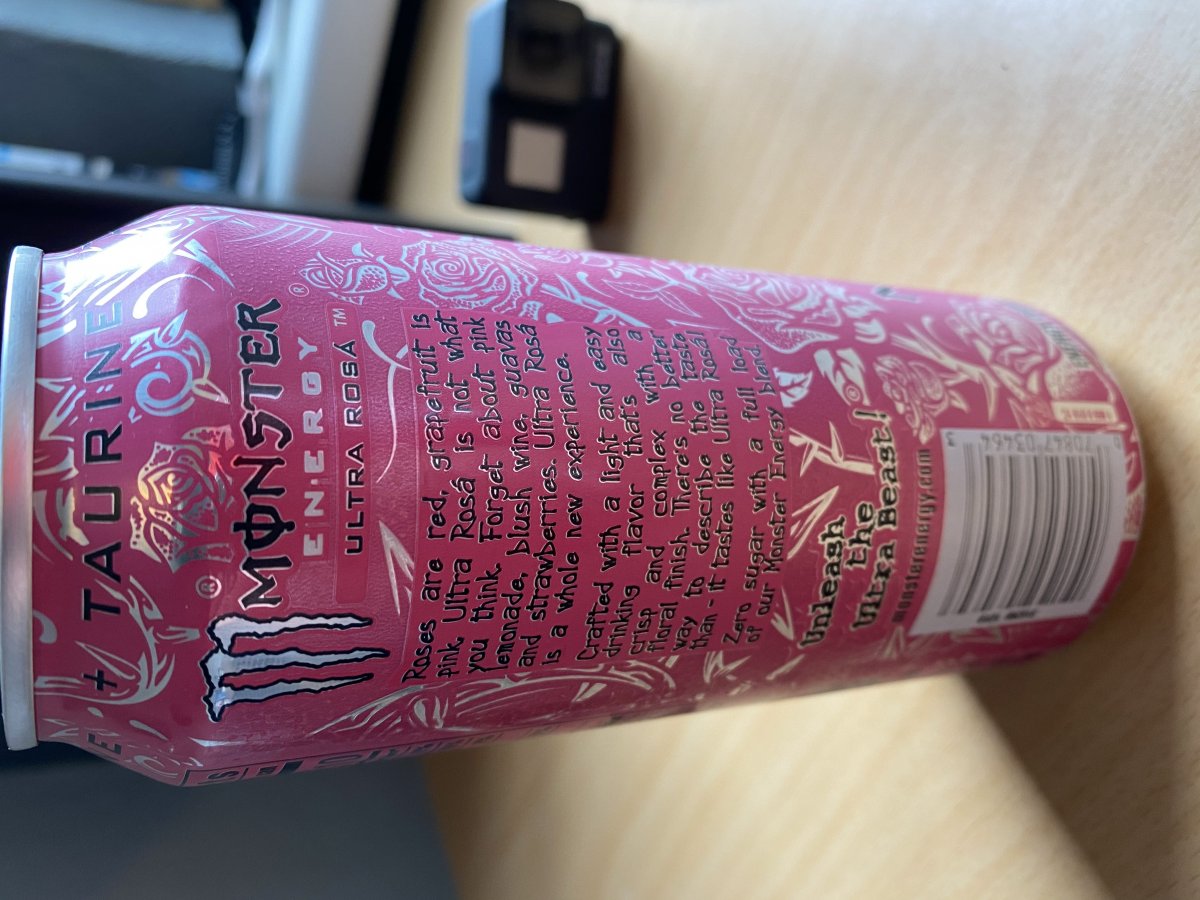 + TAURINE
MONSTER
ENERGY ®
ULTRA ROSÁ ™
Roses are red, grapefruit is
pink, Ultra Rosá is not what
you think. Forget about pink
lemonade, blush wine, guavas
and strawberries. Ultra Rosá
is a whole new experience.
Crafted with a light and easy
drinking flavor that's also
crisp and complex with a
floral finish. There's no better
way to describe the taste
than - it tastes like Ultra Rosá!
Zero sugar with a full load
of our Monster Energy blend.
Unleash
the
Ultra Beast!
monsterenergy.com